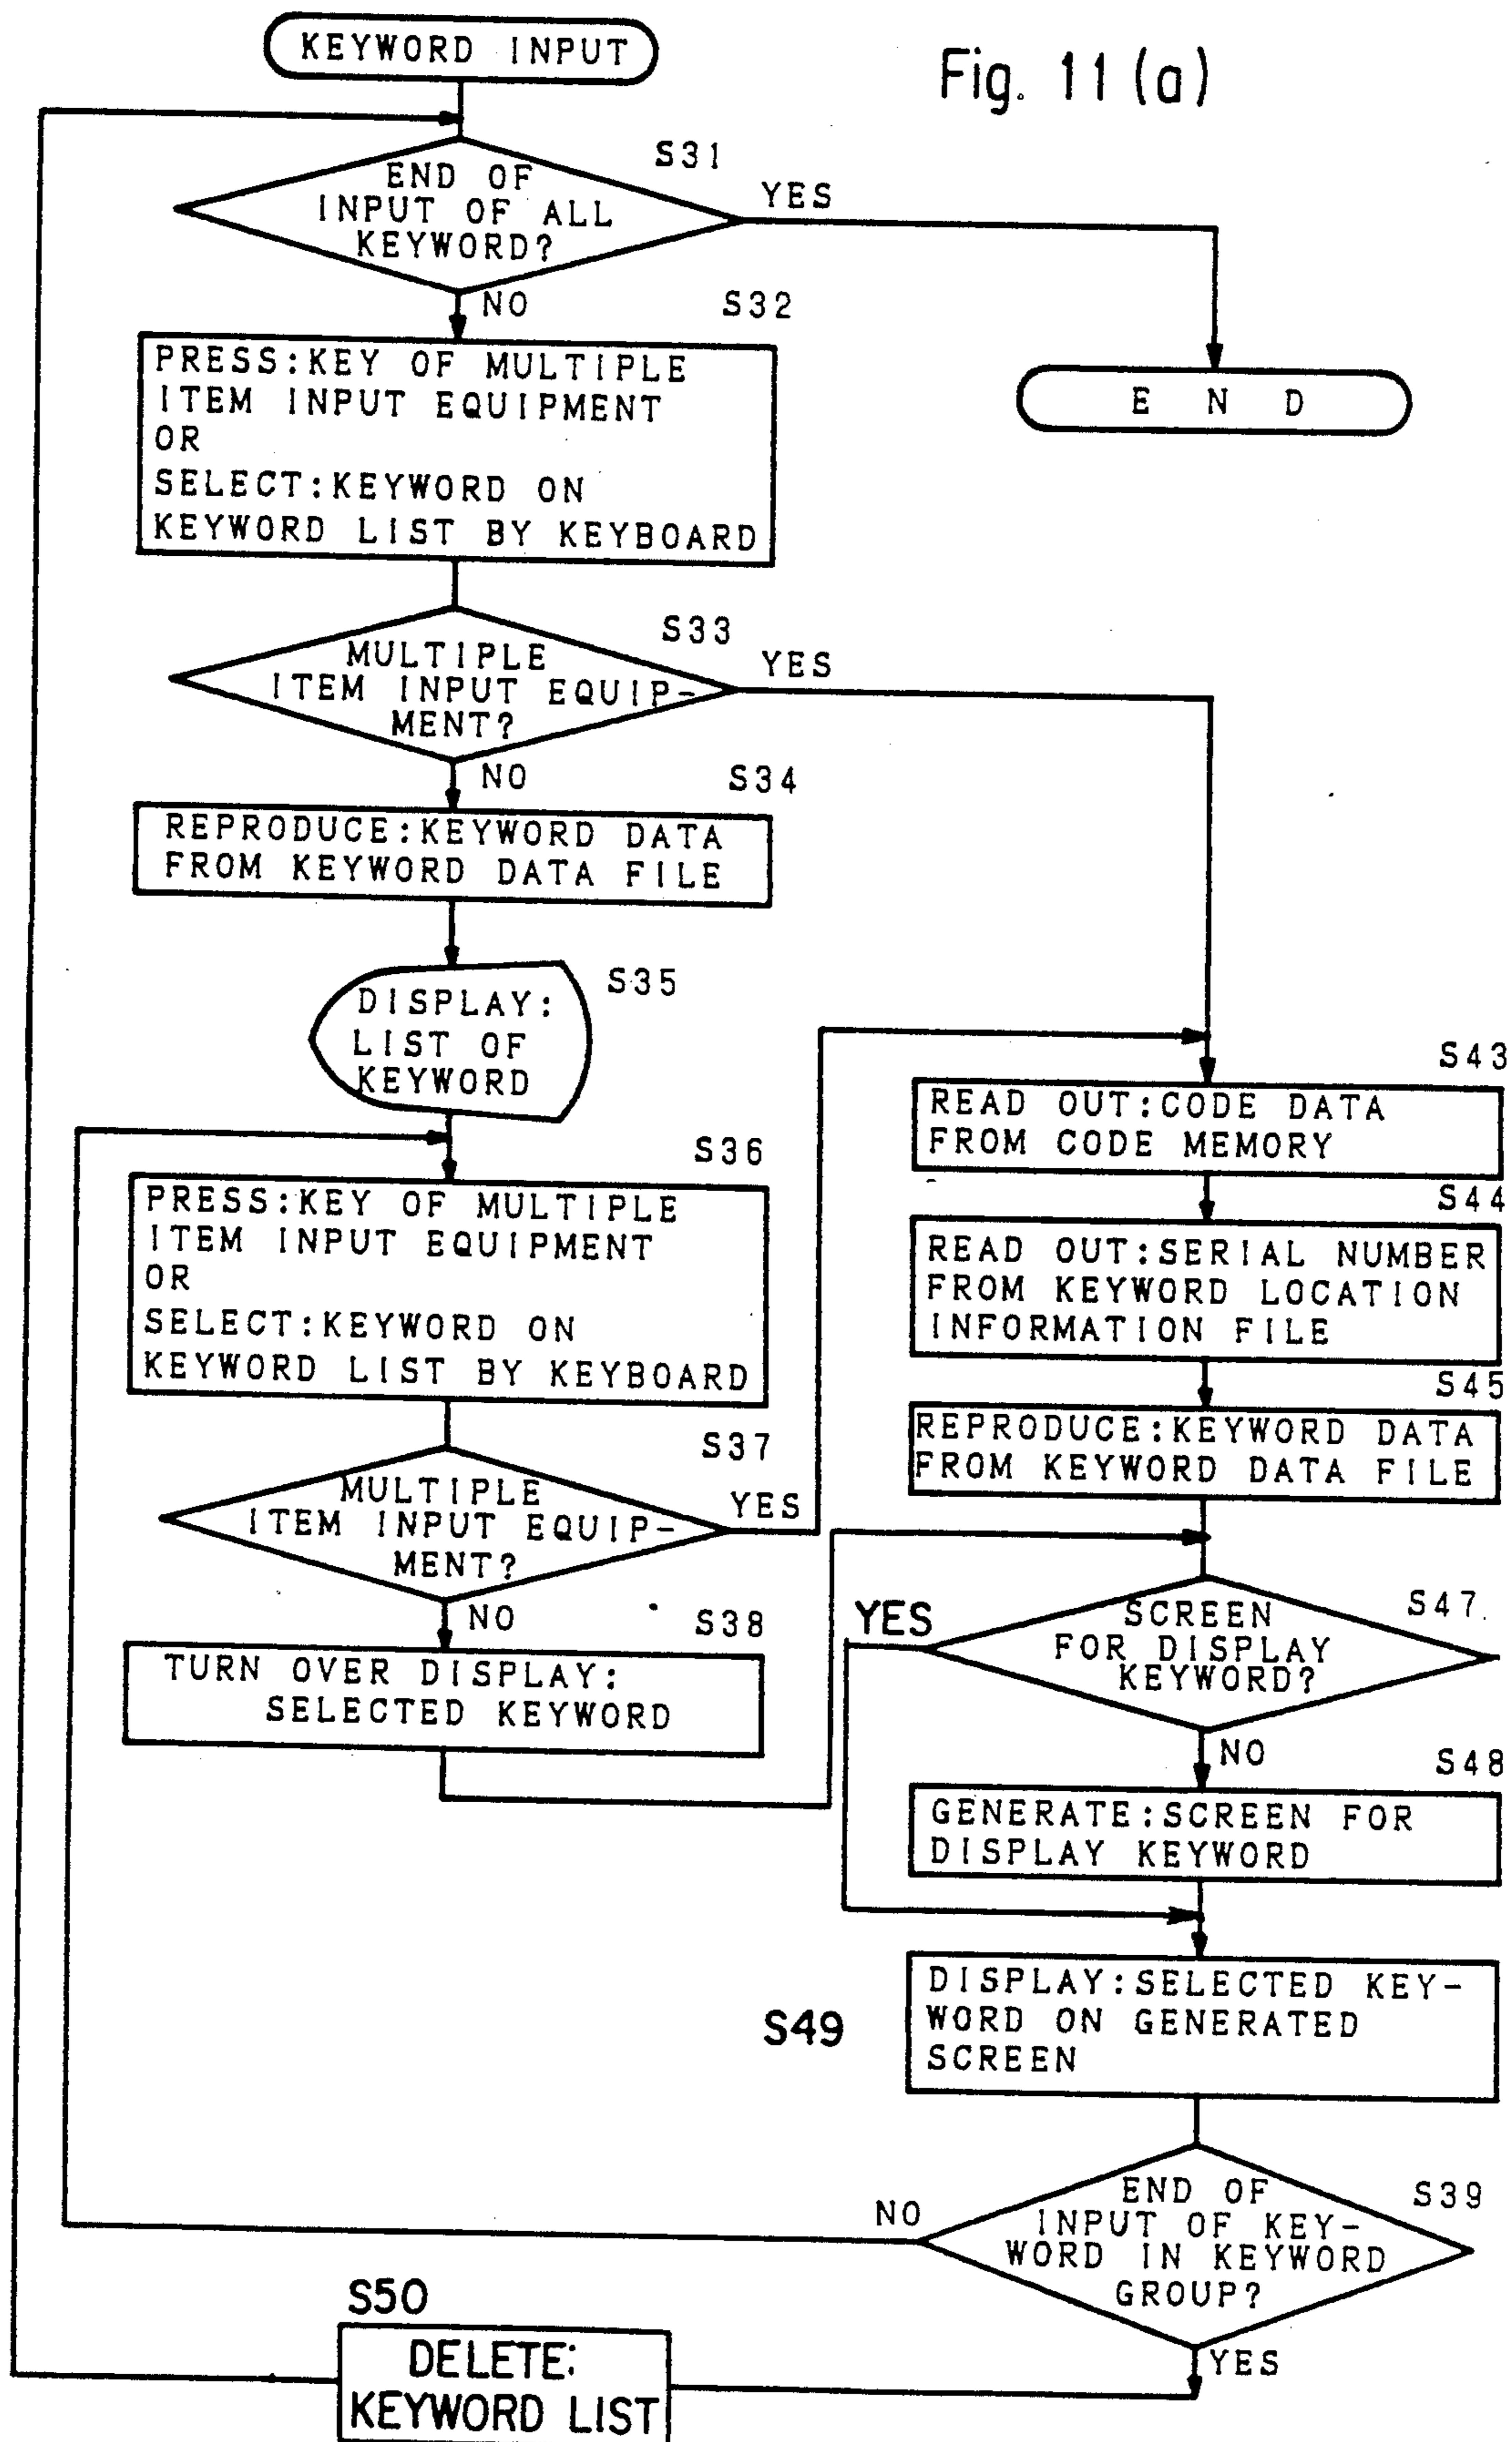 KEYWORD INPUT
Fig. 11 (a)
S31
END OF
INPUT OF ALL
KEYWORD?
YES
NO
S32
PRESS:KEY OF MULTIPLE
ITEM INPUT EQUIPMENT
OR
SELECT:KEYWORD ON
KEYWORD LIST BY KEYBOARD
E N D
S33
MULTIPLE
ITEM INPUT EQUIP-
MENT?
YES
NO
S34
REPRODUCE:KEYWORD DATA
FROM KEYWORD DATA FILE
S35
DISPLAY:
LIST OF
KEYWORD
S36
PRESS:KEY OF MULTIPLE
ITEM INPUT EQUIPMENT
OR
SELECT:KEYWORD ON
KEYWORD LIST BY KEYBOARD
S37
MULTIPLE
ITEM INPUT EQUIP-
MENT?
YES
NO
S38
TURN OVER DISPLAY:
SELECTED KEYWORD
S43
READ OUT:CODE DATA
FROM CODE MEMORY
S44
READ OUT:SERIAL NUMBER
FROM KEYWORD LOCATION
INFORMATION FILE
S45
REPRODUCE:KEYWORD DATA
FROM KEYWORD DATA FILE
S47
YES
SCREEN
FOR DISPLAY
KEYWORD?
NO
S48
GENERATE:SCREEN FOR
DISPLAY KEYWORD
S49
DISPLAY:SELECTED KEY-
WORD ON GENERATED
SCREEN
S39
NO
END OF
INPUT OF KEY-
WORD IN KEYWORD
GROUP?
YES
S50
DELETE:
KEYWORD LIST